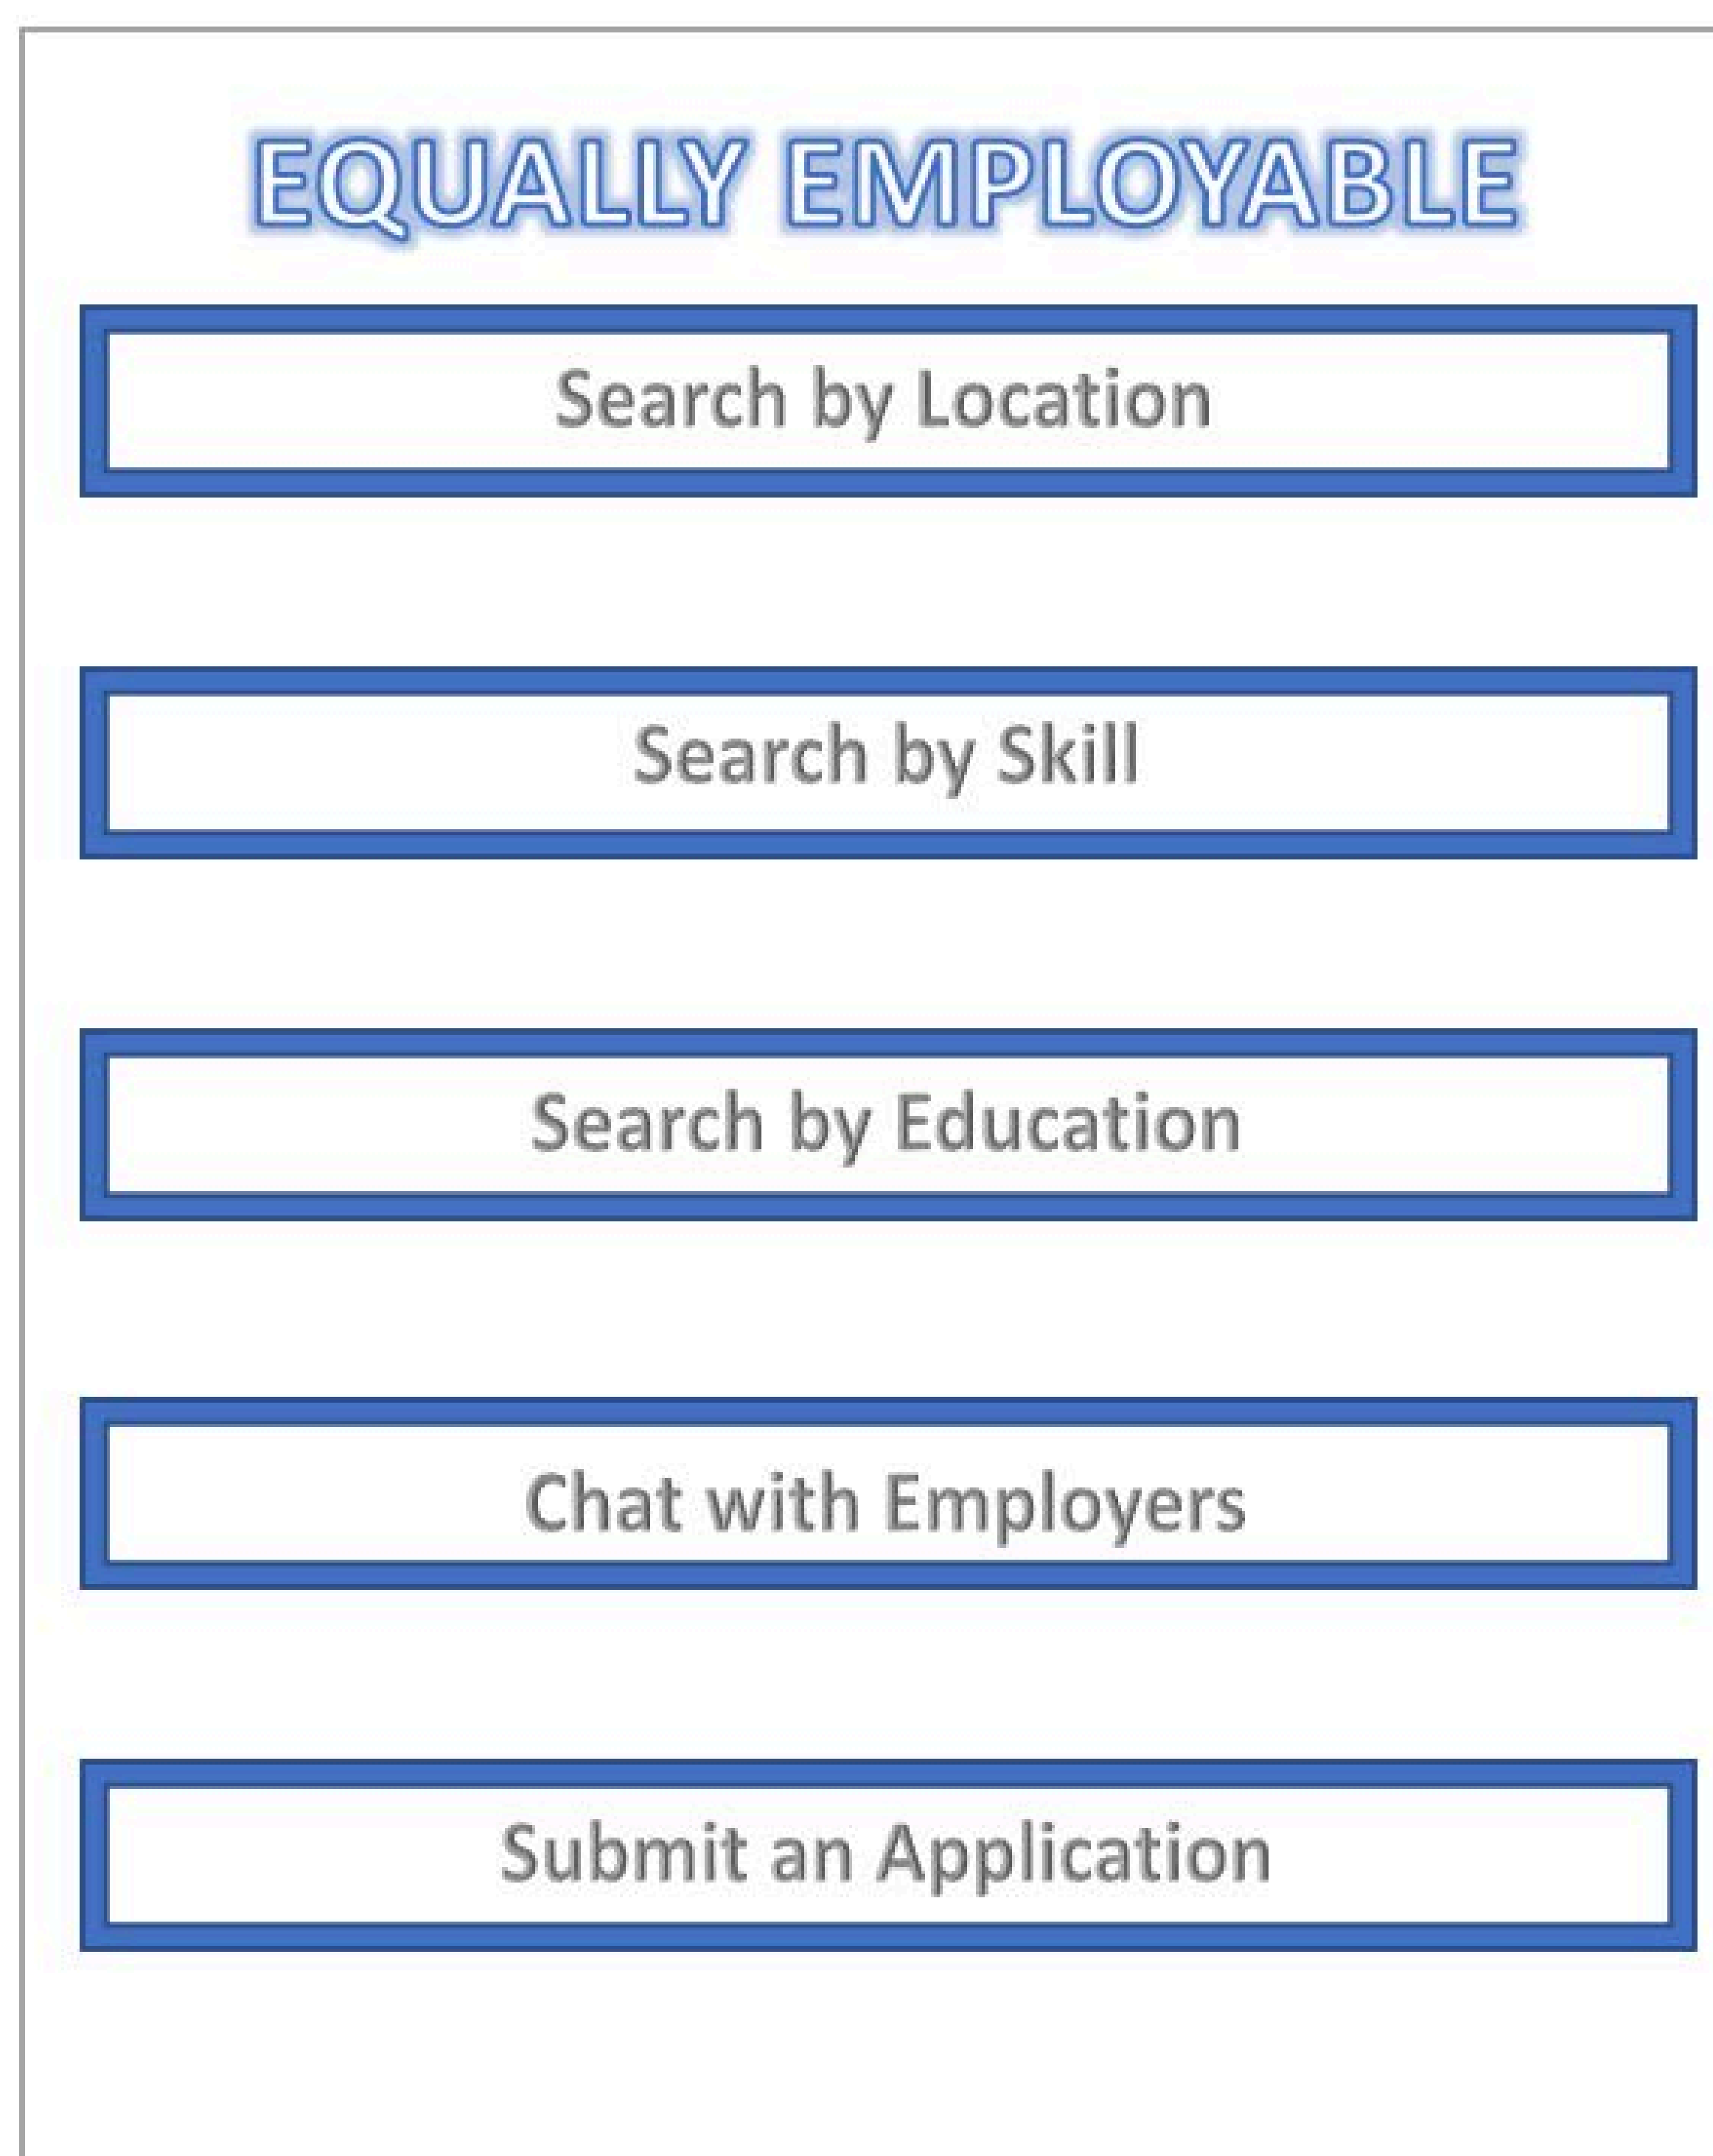 EQUALLY EMPLOYABLE
Search by Location
Search by Skill
Search by Education
Chat with Employers
Submit an Application